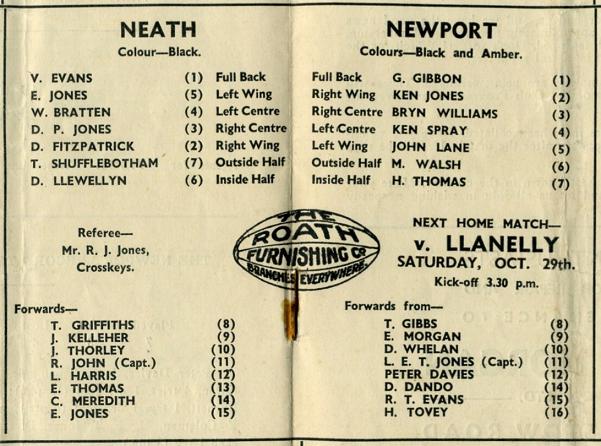 NEATH
Colour—Black.
V. EVANS (1) Full Back
E. JONES (5) Left Wing
W. BRATTEN (4) Left Centre
D. P. JONES (3) Right Centre
D. FITZPATRICK (2) Right Wing
T. SHUFFLEBOTHAM (7) Outside Half
D. LLEWELLYN (6) Inside Half
NEWPORT
Colours—Black and Amber.
Full Back G. GIBBON (1)
Right Wing KEN JONES (2)
Right Centre BRYN WILLIAMS (3)
Left Centre KEN SPRAY (4)
Left Wing JOHN LANE (5)
Outside Half M. WALSH (6)
Inside Half H. THOMAS (7)
Referee—
Mr. R. J. Jones,
Crosskeys.
THE
ROATH
FURNISHING CO
BRANCHES EVERYWHERE.
NEXT HOME MATCH—
v. LLANELLY
SATURDAY, OCT. 29th.
Kick-off 3.30 p.m.
Forwards—
T. GRIFFITHS (8)
J. KELLEHER (9)
J. THORLEY (10)
R. JOHN (Capt.) (11)
L. HARRIS (12)
E. THOMAS (13)
C. MEREDITH (14)
E. JONES (15)
Forwards from—
T. GIBBS (8)
E. MORGAN (9)
D. WHELAN (10)
L. E. T. JONES (Capt.) (11)
PETER DAVIES (12)
D. DANDO (14)
R. T. EVANS (15)
H. TOVEY (16)